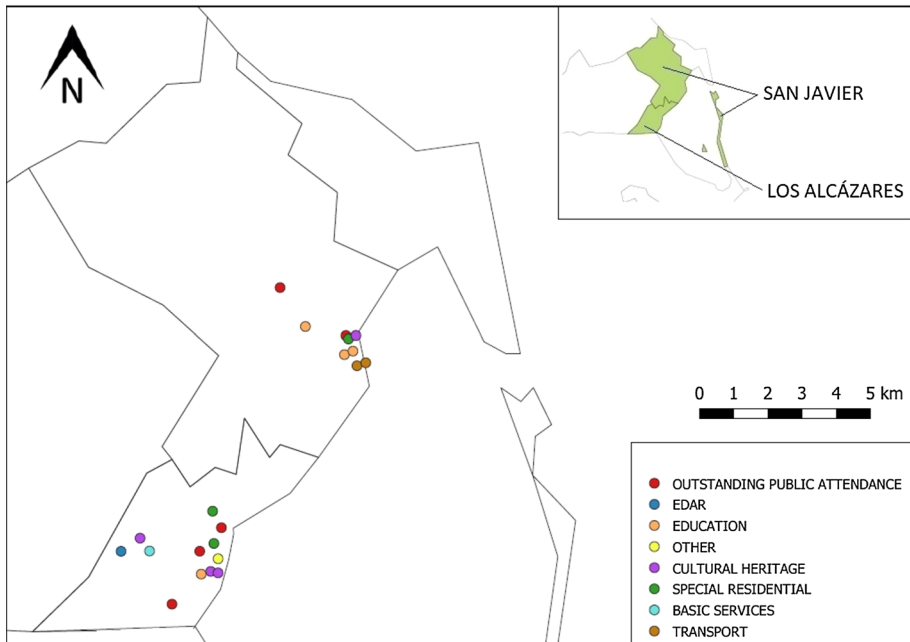 N
SAN JAVIER
LOS ALCÁZARES
0 1 2 3 4 5 km
OUTSTANDING PUBLIC ATTENDANCE
EDAR
EDUCATION
OTHER
CULTURAL HERITAGE
SPECIAL RESIDENTIAL
BASIC SERVICES
TRANSPORT